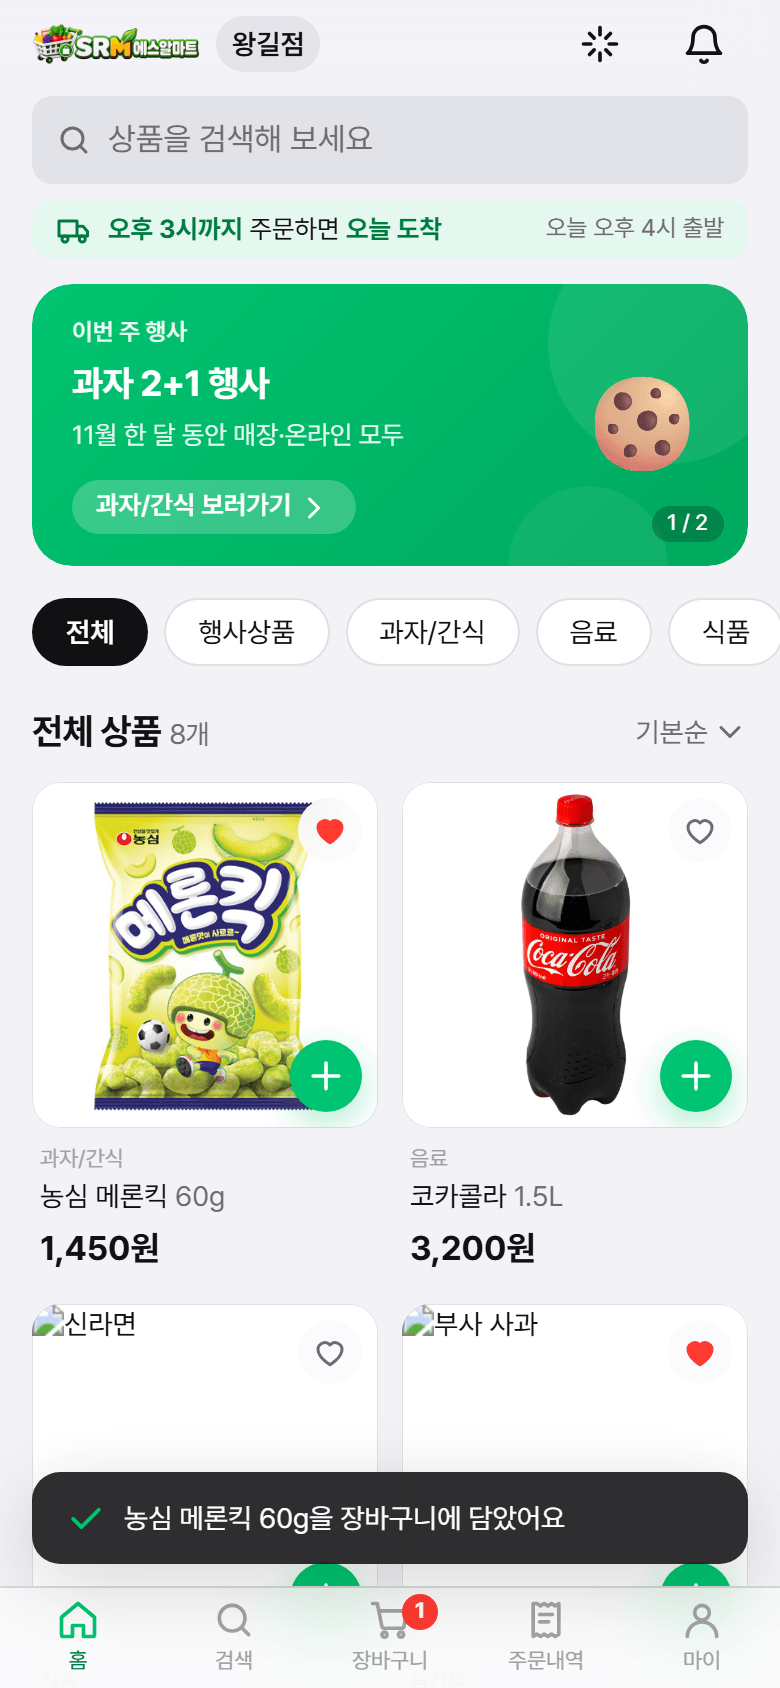 SRM 에스알마트 왕길점
상품을 검색해 보세요
오후 3시까지 주문하면 오늘 도착 오늘 오후 4시 출발
이번 주 행사
과자 2+1 행사
11월 한 달 동안 매장·온라인 모두
과자/간식 보러가기
1 / 2
전체 행사상품 과자/간식 음료 식품
전체 상품 8개 기본순
농심
메론킥
메론맛이 사르르~
ORIGINAL TASTE
Coca-Cola
과자/간식
농심 메론킥 60g
1,450원
음료
코카콜라 1.5L
3,200원
신라면
부사 사과
농심 메론킥 60g을 장바구니에 담았어요
1
홈 검색 장바구니 주문내역 마이